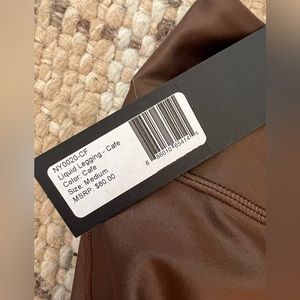 NY0020-CF
Liquid Legging - Cafe
Color: Cafe
Size: Medium
MSRP: $80.00